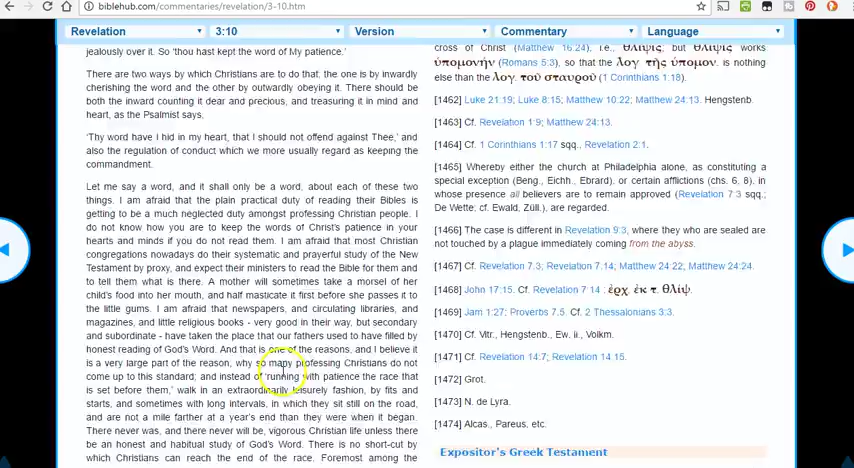 biblehub.com/commentaries/revelation/3-10.htm
Revelation
3:10
Version
Commentary
Language
jealously over it. So ‘thou hast kept the word of My patience.’
There are two ways by which Christians are to do that; the one is by inwardly
cherishing the word and the other by outwardly obeying it. There should be
both the inward counting it dear and precious, and treasuring it in mind and
heart, as the Psalmist says,
‘Thy word have I hid in my heart, that I should not offend against Thee,’ and
also the regulation of conduct which we more usually regard as keeping the
commandment.
Let me say a word, and it shall only be a word, about each of these two
things. I am afraid that the plain practical duty of reading their Bibles is
getting to be a much neglected duty amongst professing Christian people. I
do not know how you are to keep the words of Christ's patience in your
hearts and minds if you do not read them. I am afraid that most Christian
congregations nowadays do their systematic and prayerful study of the New
Testament by proxy, and expect their ministers to read the Bible for them and
to tell them what is there. A mother will sometimes take a morsel of her
child's food into her mouth, and half masticate it first before she passes it to
the little gums. I am afraid that newspapers, and circulating libraries, and
magazines, and little religious books - very good in their way, but secondary
and subordinate - have taken the place that our fathers used to have filled by
honest reading of God's Word. And that is one of the reasons, and I believe it
is a very large part of the reason, why so many professing Christians do not
come up to this standard; and instead of ‘running with patience the race that
is set before them,’ walk in an extraordinarily leisurely fashion, by fits and
starts, and sometimes with long intervals, in which they sit still on the road,
and are not a mile farther at a year's end than they were when it began.
There never was, and there never will be, vigorous Christian life unless there
be an honest and habitual study of God's Word. There is no short-cut by
which Christians can reach the end of the race. Foremost among the
cross of Christ (Matthew 16:24), i.e., θλῖψις; but θλῖψις works
ὑπομονήν (Romans 5:3), so that the λογ. τῆς ὑπομον. is nothing
else than the λογ. τοῦ σταυροῦ (1 Corinthians 1:18).
[1462] Luke 21:19; Luke 8:15; Matthew 10:22; Matthew 24:13. Hengstenb.
[1463] Cf. Revelation 1:9; Matthew 24:13.
[1464] Cf. 1 Corinthians 1:17 sqq., Revelation 2:1.
[1465] Whereby either the church at Philadelphia alone, as constituting a
special exception (Beng., Eichh., Ebrard), or certain afflictions (chs. 6, 8), in
whose presence all believers are to remain approved (Revelation 7:3 sqq.;
De Wette; cf. Ewald, Züll.), are regarded.
[1466] The case is different in Revelation 9:3, where they who are sealed are
not touched by a plague immediately coming from the abyss.
[1467] Cf. Revelation 7:3; Revelation 7:14; Matthew 24:22; Matthew 24:24.
[1468] John 17:15. Cf. Revelation 7:14 : ἐρχ. ἐκ τ. θλίψ.
[1469] Jam 1:27; Proverbs 7:5. Cf. 2 Thessalonians 3:3.
[1470] Cf. Vitr., Hengstenb., Ew. ii., Volkm.
[1471] Cf. Revelation 14:7; Revelation 14:15.
[1472] Grot.
[1473] N. de Lyra.
[1474] Alcas., Pareus, etc.
Expositor's Greek Testament